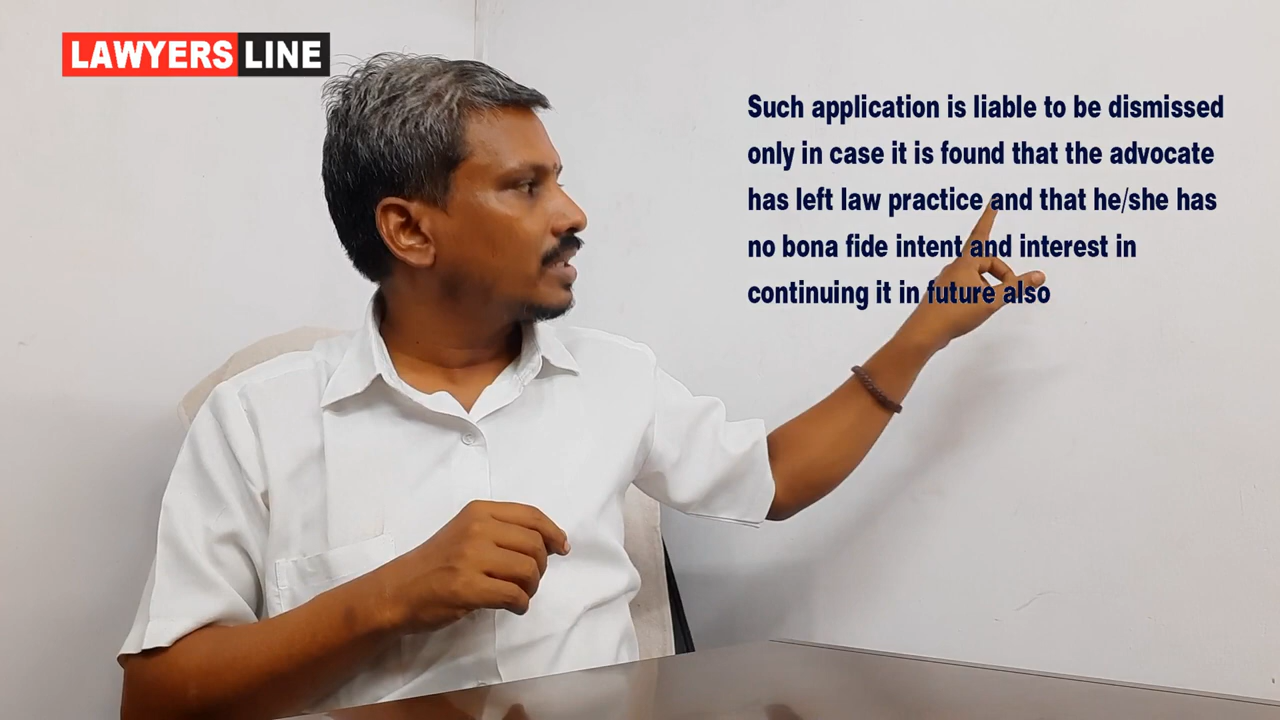 LAWYERS LINE
Such application is liable to be dismissed
only in case it is found that the advocate
has left law practice and that he/she has
no bona fide intent and interest in
continuing it in future also